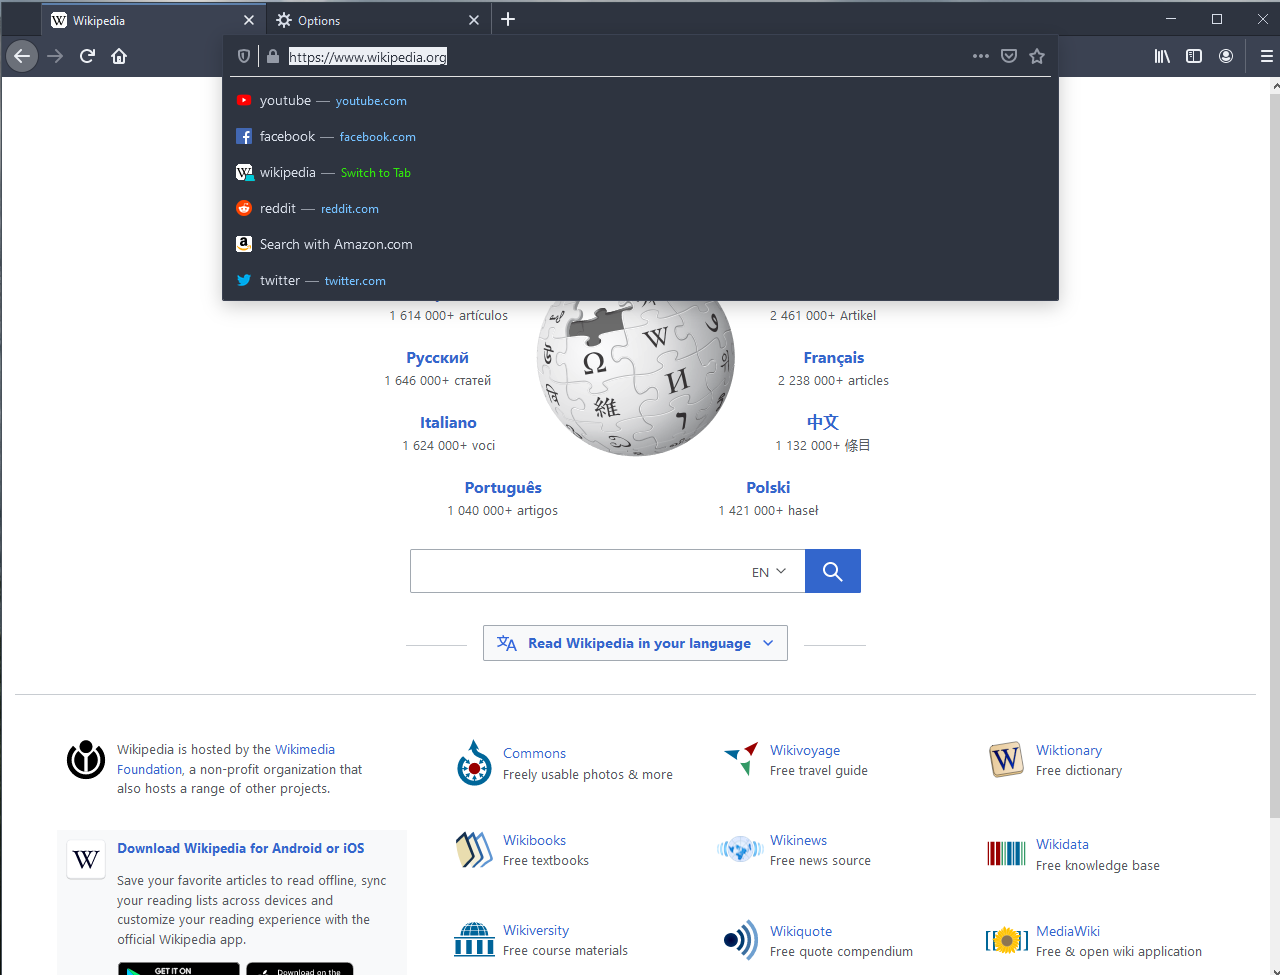 Wikipedia
Options
https://www.wikipedia.org
youtube — youtube.com
facebook — facebook.com
wikipedia — Switch to Tab
reddit — reddit.com
Search with Amazon.com
twitter — twitter.com
1 614 000+ artículos
2 461 000+ Artikel
Русский
1 646 000+ статей
Français
2 238 000+ articles
Italiano
1 624 000+ voci
中文
1 132 000+ 條目
Português
1 040 000+ artigos
Polski
1 421 000+ haseł
Ω
W
И
維
EN
Read Wikipedia in your language
Wikipedia is hosted by the Wikimedia
Foundation, a non-profit organization that
also hosts a range of other projects.
Commons
Freely usable photos & more
Wikivoyage
Free travel guide
W
Wiktionary
Free dictionary
Wikibooks
Free textbooks
Wikinews
Free news source
Wikidata
Free knowledge base
W
Download Wikipedia for Android or iOS
Save your favorite articles to read offline, sync
your reading lists across devices and
customize your reading experience with the
official Wikipedia app.
Wikiversity
Free course materials
Wikiquote
Free quote compendium
MediaWiki
Free & open wiki application
GET IT ON
Download on the